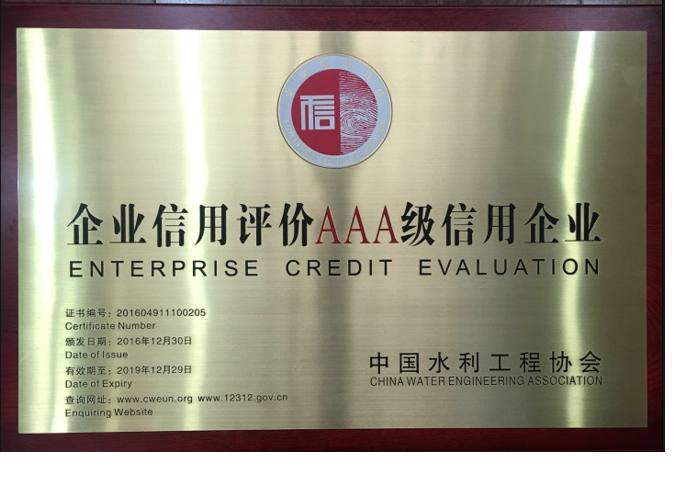 信
企业信用评价AAA级信用企业
ENTERPRISE CREDIT EVALUATION
证书编号：201604911100205
Certificate Number
颁发日期：2016年12月30日
Date of Issue
有效期至：2019年12月29日
Date of Expiry
查询网址：www.cweun.org www.12312.gov.cn
Enquiring Website
中国水利工程协会
CHINA WATER ENGINEERING ASSOCIATION